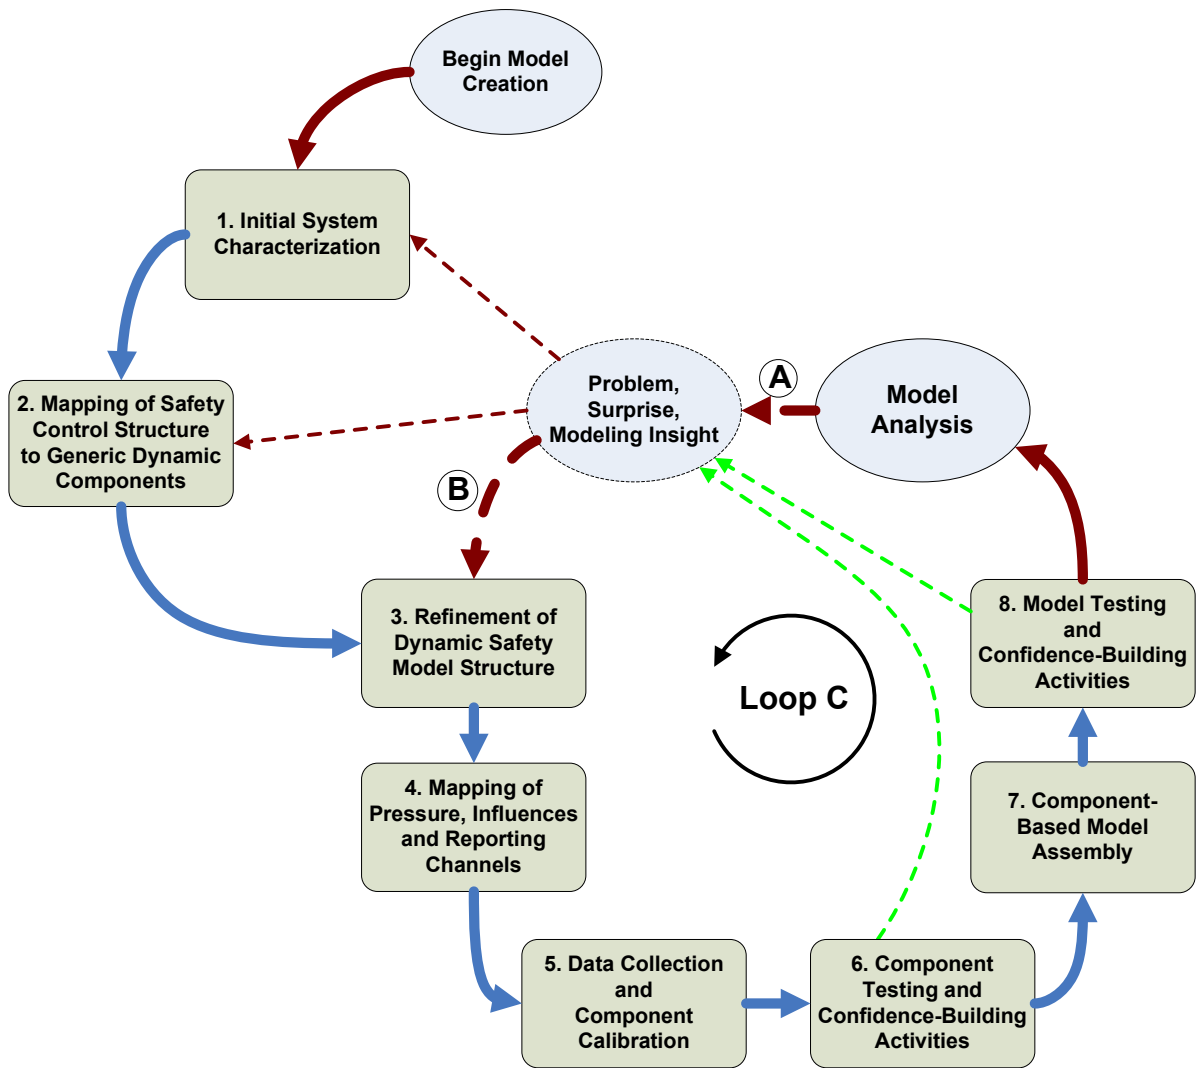 Begin Model
Creation
1. Initial System
Characterization
2. Mapping of Safety
Control Structure
to Generic Dynamic
Components
Problem,
Surprise,
Modeling Insight
A
Model
Analysis
B
3. Refinement of
Dynamic Safety
Model Structure
Loop C
8. Model Testing
and
Confidence-Building
Activities
4. Mapping of
Pressure, Influences
and Reporting
Channels
7. Component-
Based Model
Assembly
5. Data Collection
and
Component
Calibration
6. Component
Testing and
Confidence-Building
Activities